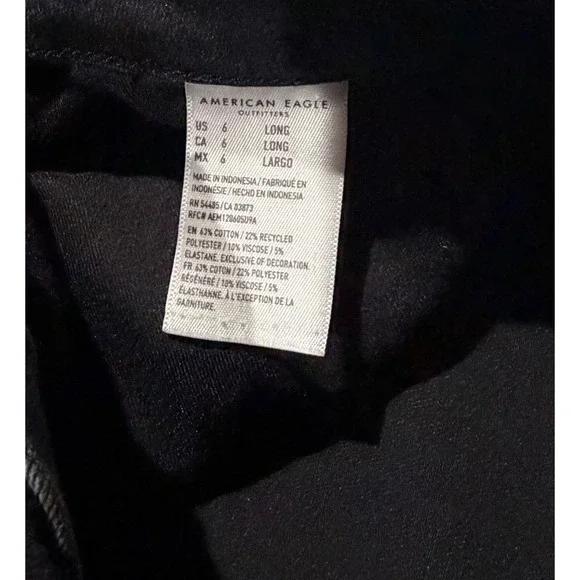 AMERICAN EAGLE
OUTFITTERS
US 6 LONG
CA 6 LONG
MX 6 LARGO
MADE IN INDONESIA / FABRIQUÉ EN
INDONÉSIE / HECHO EN INDONESIA
RN 54485 / CA 03873
RFC# AEM120605D9A
EN 63% COTTON / 22% RECYCLED
POLYESTER / 10% VISCOSE / 5%
ELASTANE. EXCLUSIVE OF DECORATION.
FR 63% COTON / 22% POLYESTER
RÉGÉNÉRÉ / 10% VISCOSE / 5%
ÉLASTHANNE. À L'EXCEPTION DE LA
GARNITURE.